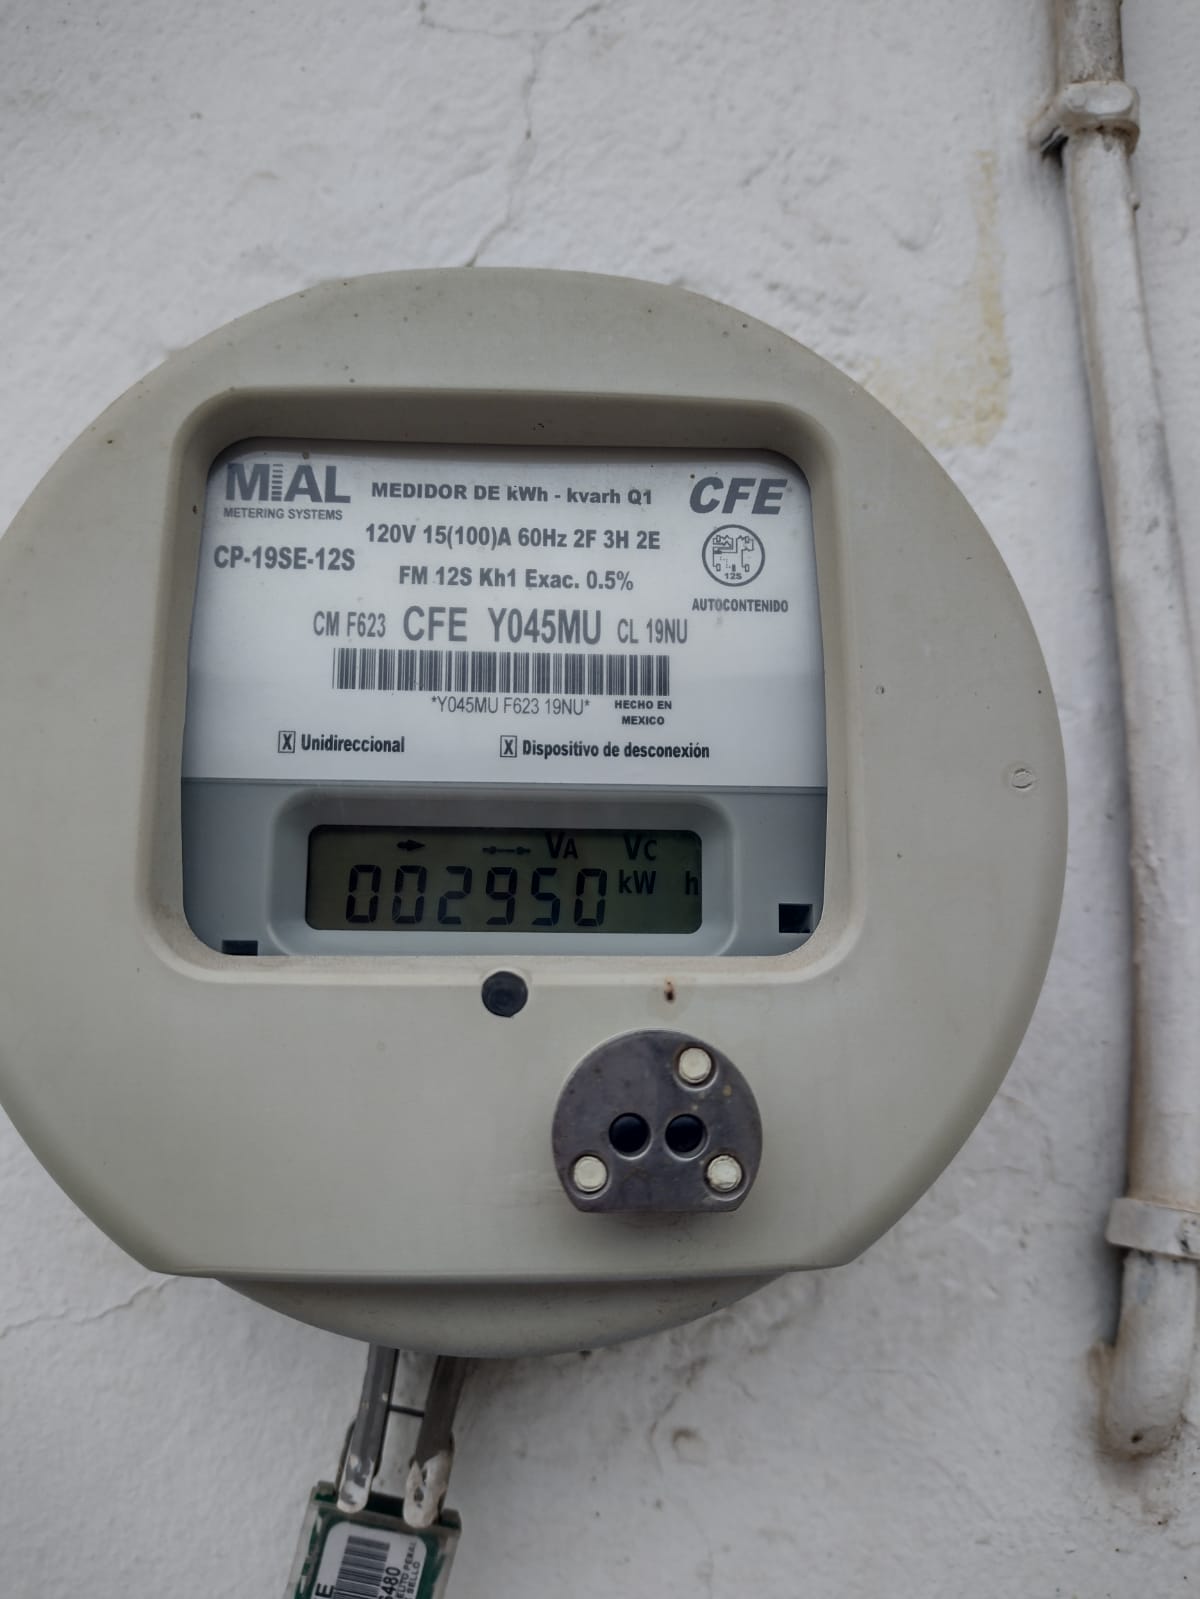 MIAL
METERING SYSTEMS
MEDIDOR DE kWh - kvarh Q1
CFE
120V 15(100)A 60Hz 2F 3H 2E
CP-19SE-12S
FM 12S Kh1 Exac. 0.5%
12S
AUTOCONTENIDO
CM F623 CFE Y045MU CL 19NU
*Y045MU F623 19NU*
HECHO EN
MEXICO
X Unidireccional
X Dispositivo de desconexión
VA VC
002950 kW h